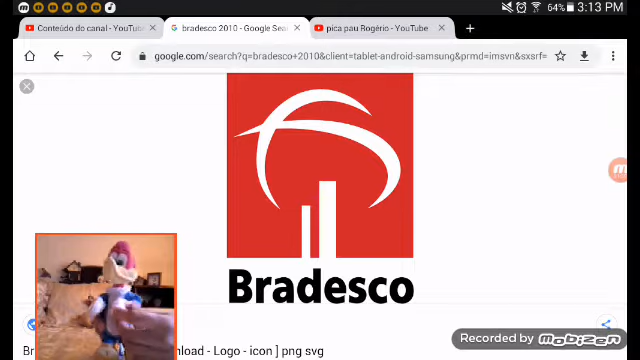 64% 3:13 PM
Conteúdo do canal - YouTube
bradesco 2010 - Google Sea
pica pau Rogério - YouTube
google.com/search?q=bradesco+2010&client=tablet-android-samsung&prmd=imsvn&sxsrf=
Bradesco
Br
nload - Logo - icon ] png svg
Recorded by MOBIZEN